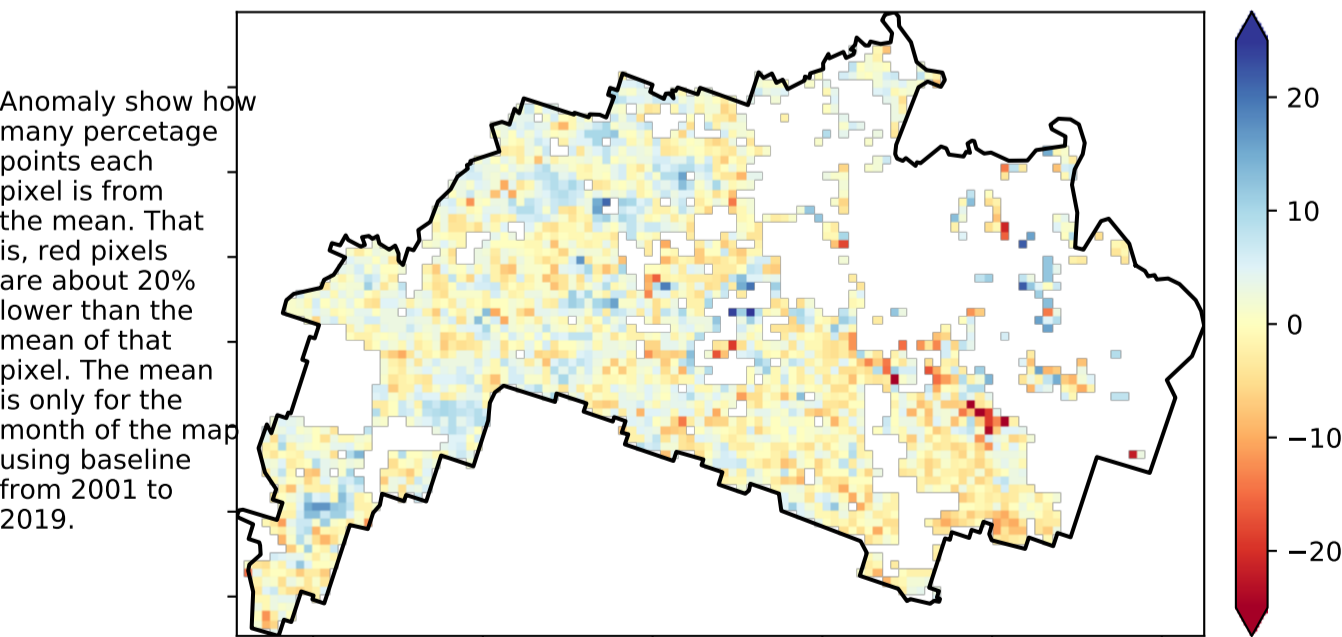 Anomaly show how
many percetage
points each
pixel is from
the mean. That
is, red pixels
are about 20%
lower than the
mean of that
pixel. The mean
is only for the
month of the map
using baseline
from 2001 to
2019.
20
10
0
−10
−20